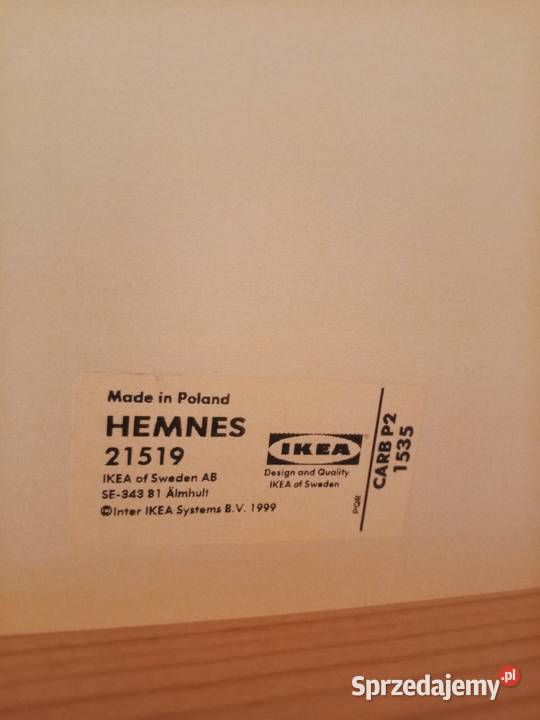 Made in Poland
HEMNES
21519
IKEA of Sweden AB
SE-343 81 Älmhult
©Inter IKEA Systems B.V. 1999
IKEA
Design and Quality
IKEA of Sweden
PQR
CARB P2
1535
Sprzedajemy.pl